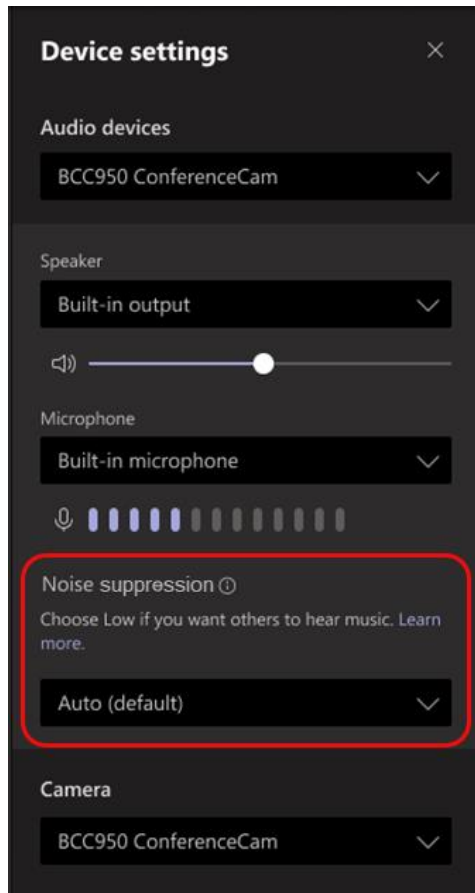 Device settings
Audio devices
BCC950 ConferenceCam
Speaker
Built-in output
Microphone
Built-in microphone
Noise suppression
Choose Low if you want others to hear music. Learn
more.
Auto (default)
Camera
BCC950 ConferenceCam